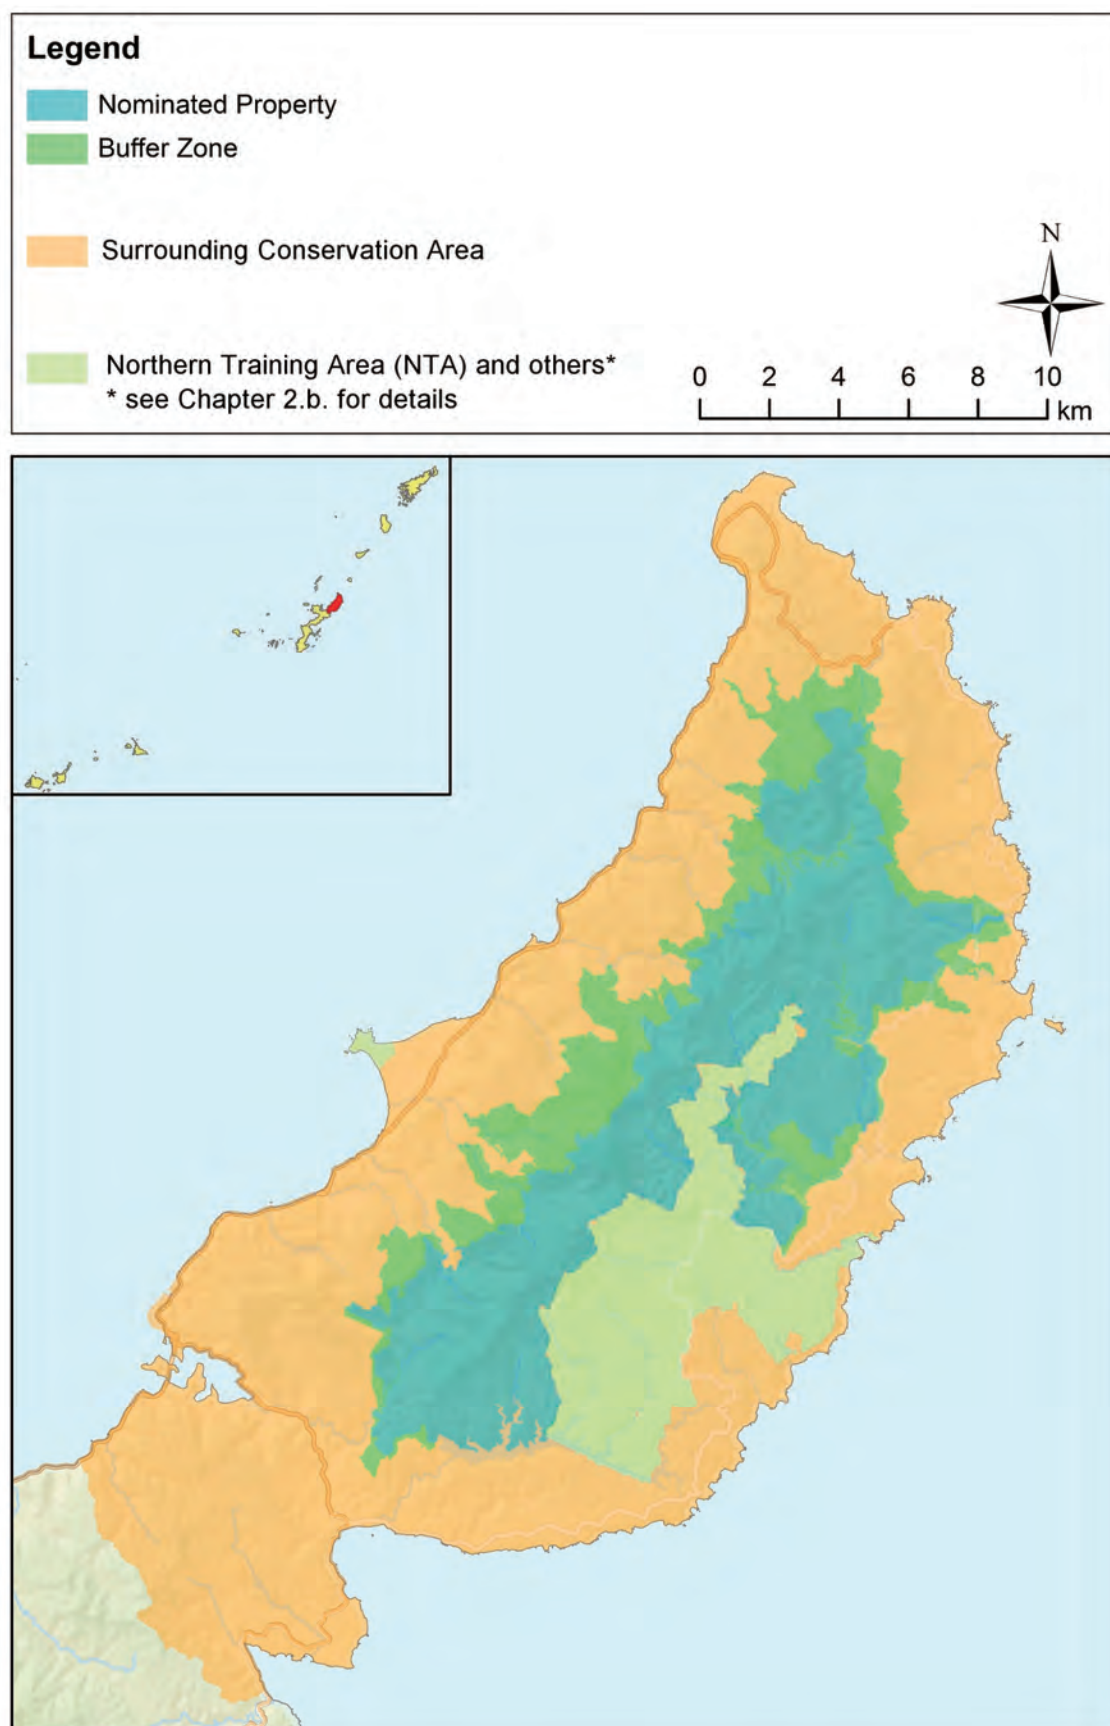 Legend
Nominated Property
Buffer Zone
Surrounding Conservation Area
N
Northern Training Area (NTA) and others*
* see Chapter 2.b. for details
0 2 4 6 8 10
km